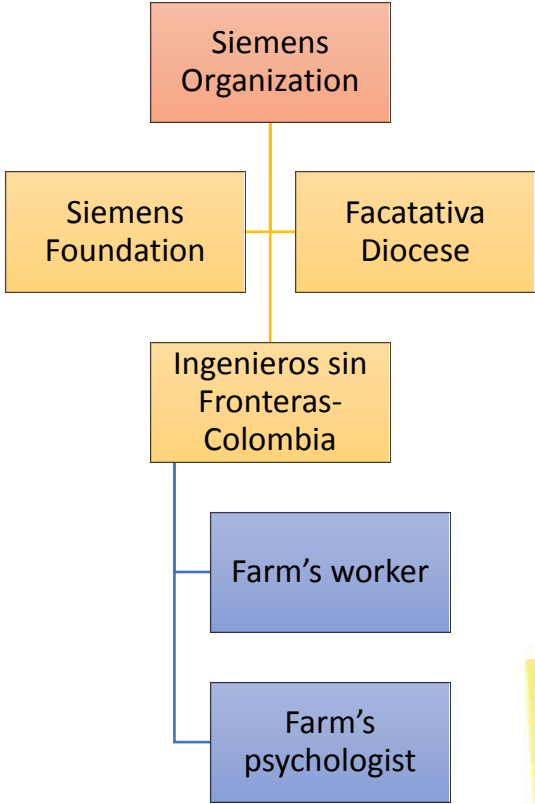 Siemens
Organization
Siemens
Foundation
Facatativa
Diocese
Ingenieros sin
Fronteras-
Colombia
Farm’s worker
Farm’s
psychologist